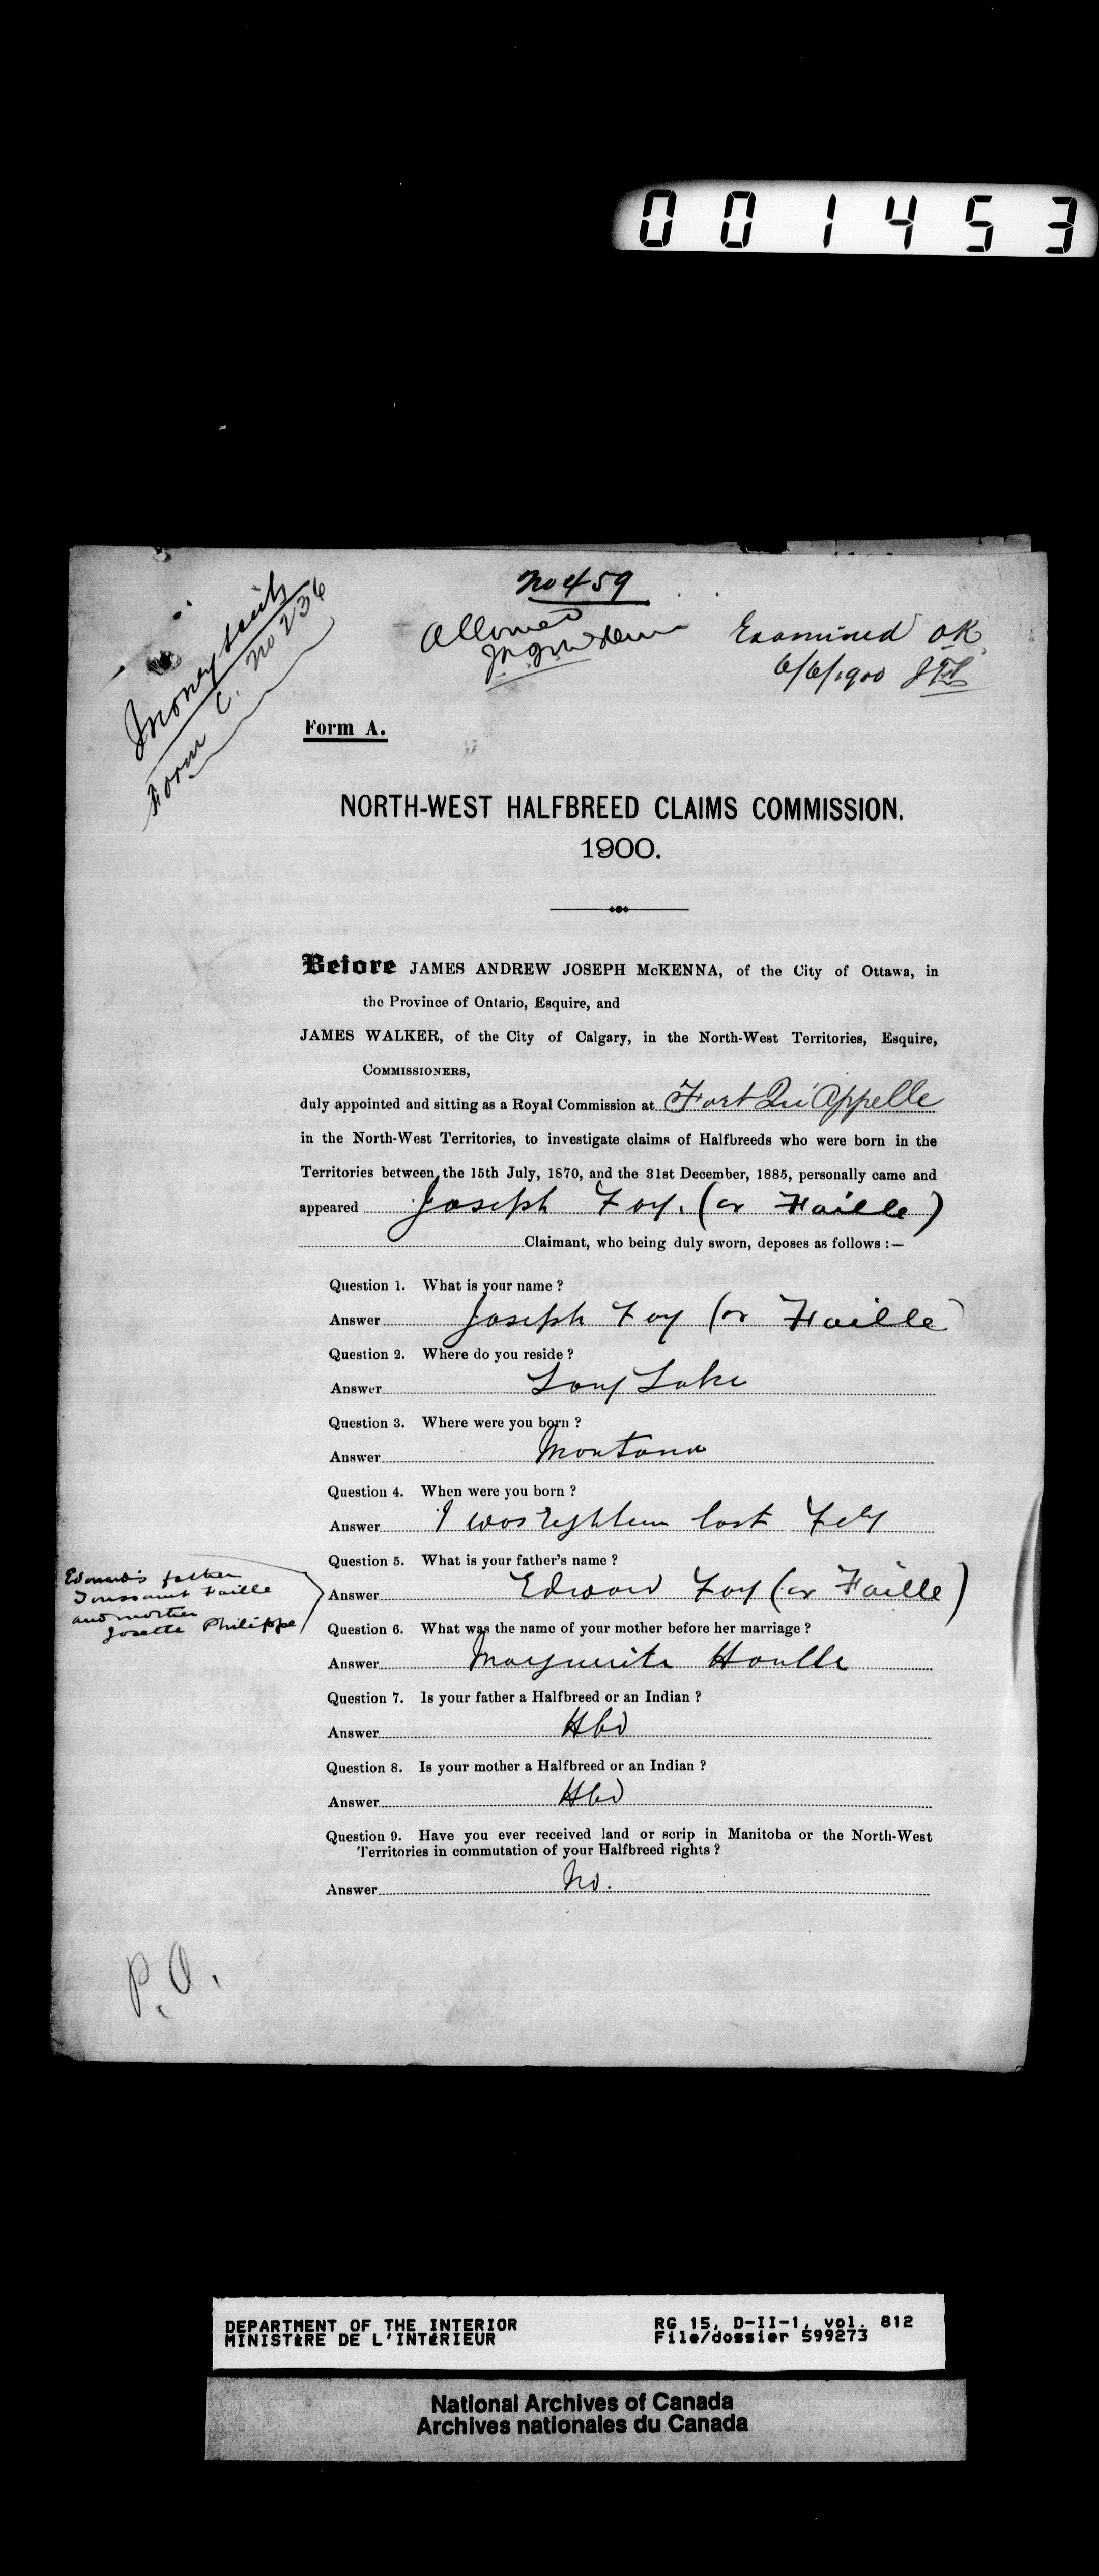 001453
No 459
Money Scrip
Form C. No 236
Allowed
Examined OK
6/6/1900
Form A.
NORTH-WEST HALFBREED CLAIMS COMMISSION.
1900.
Before JAMES ANDREW JOSEPH McKENNA, of the City of Ottawa, in
the Province of Ontario, Esquire, and
JAMES WALKER, of the City of Calgary, in the North-West Territories, Esquire,
COMMISSIONERS,
duly appointed and sitting as a Royal Commission at Fort Qu'Appelle
in the North-West Territories, to investigate claims of Halfbreeds who were born in the
Territories between the 15th July, 1870, and the 31st December, 1885, personally came and
appeared Joseph Foy. (or Faille)
Claimant, who being duly sworn, deposes as follows :—
Question 1. What is your name ?
Answer Joseph Foy (or Faille)
Question 2. Where do you reside ?
Answer Long Lake
Question 3. Where were you born ?
Answer Montana
Question 4. When were you born ?
Answer I was Eighteen last Feby
Question 5. What is your father's name ?
Answer Edward Foy (or Faille)
Edward's father
Toussaint Faille
and mother
Josette Philippe
Question 6. What was the name of your mother before her marriage ?
Answer Marguerite Houlle
Question 7. Is your father a Halfbreed or an Indian ?
Answer Hbd
Question 8. Is your mother a Halfbreed or an Indian ?
Answer Hbd
Question 9. Have you ever received land or scrip in Manitoba or the North-West
Territories in commutation of your Halfbreed rights ?
Answer No.
P.O.
DEPARTMENT OF THE INTERIOR
MINISTÈRE DE L'INTÉRIEUR
RG 15, D-II-1, vol. 812
File/dossier 599273
National Archives of Canada
Archives nationales du Canada